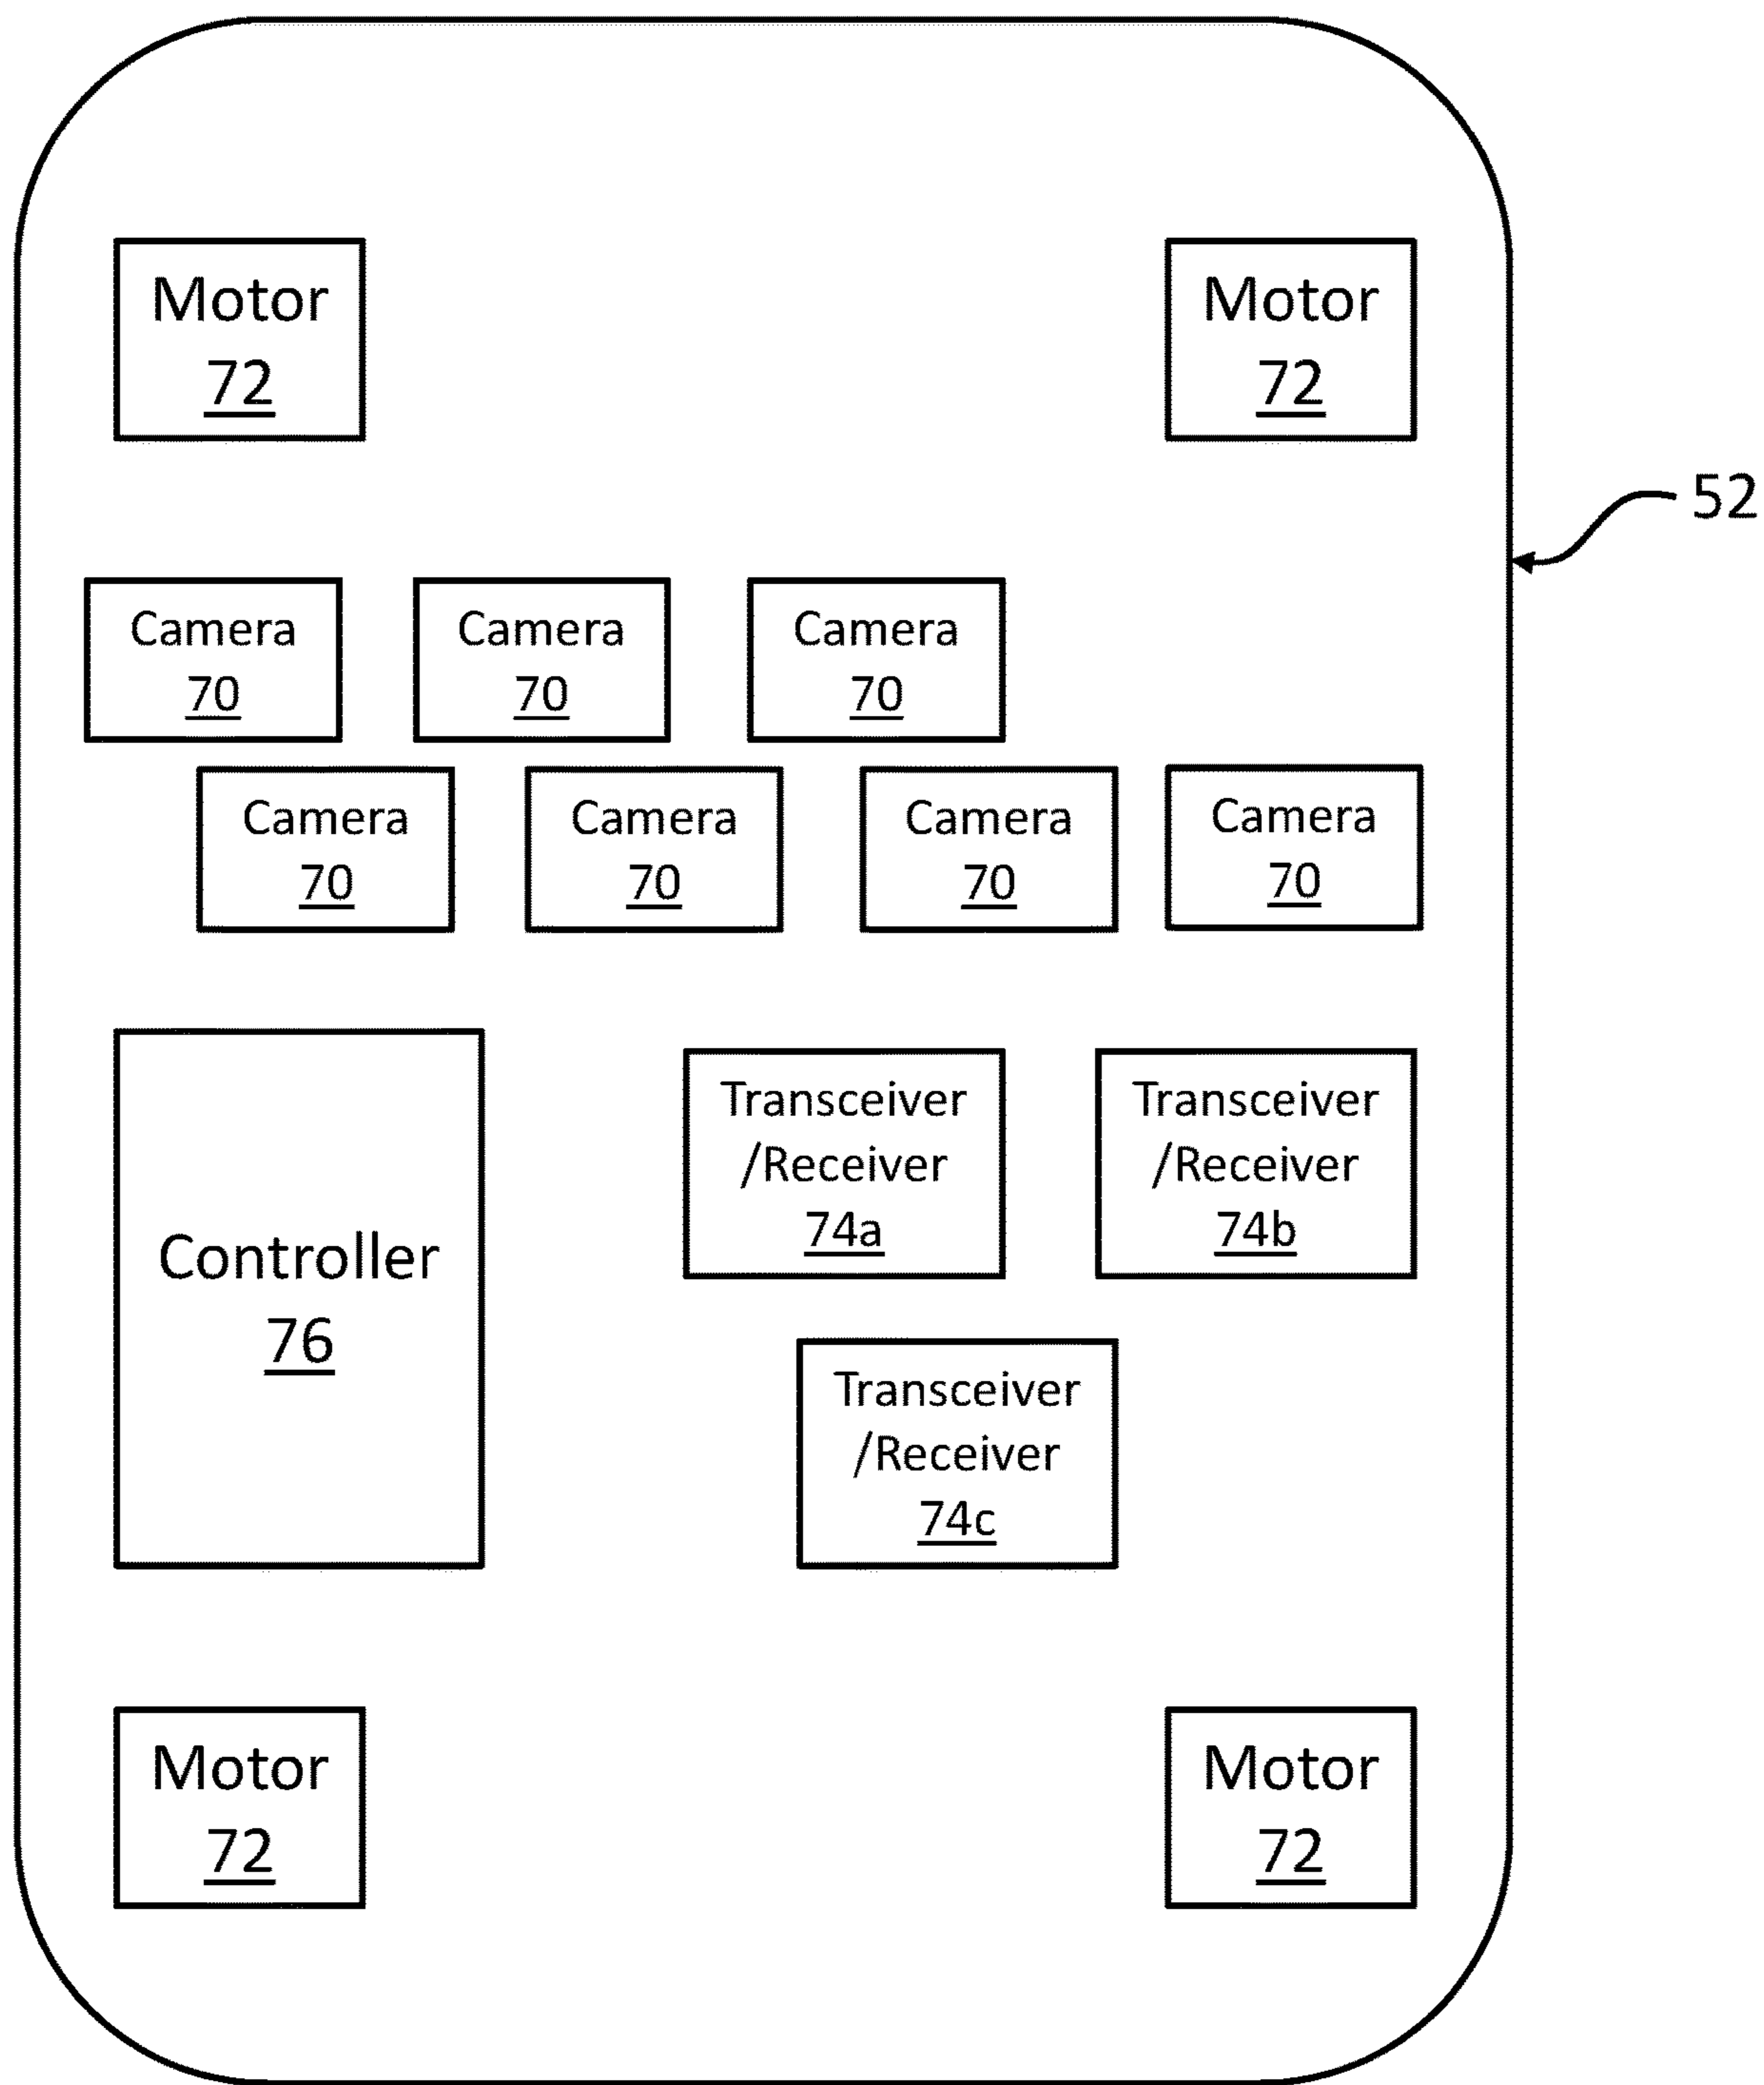 Motor
72
Motor
72
52
Camera
70
Camera
70
Camera
70
Camera
70
Camera
70
Camera
70
Camera
70
Controller
76
Transceiver
/Receiver
74a
Transceiver
/Receiver
74b
Transceiver
/Receiver
74c
Motor
72
Motor
72